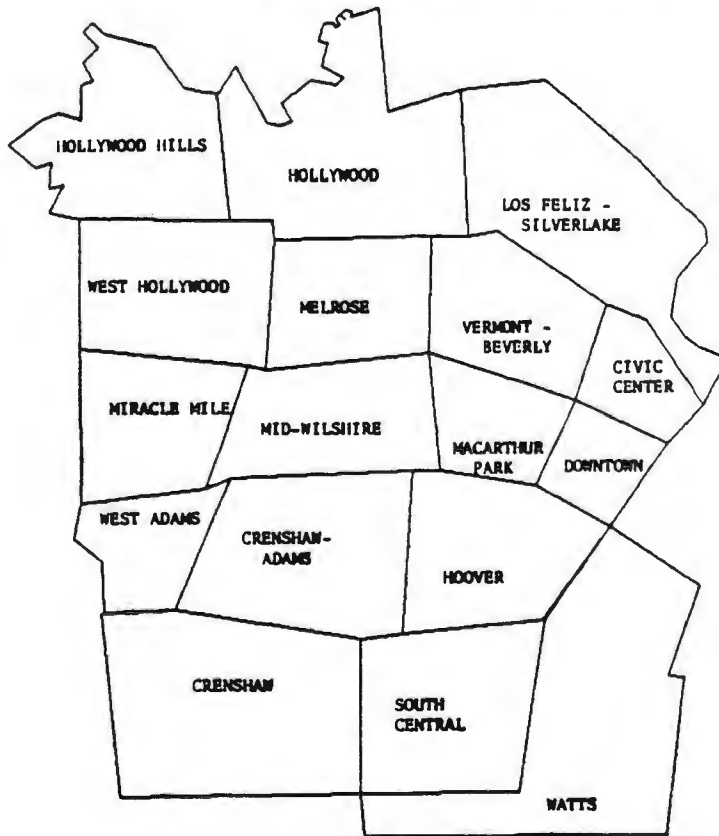 HOLLYWOOD HILLS
HOLLYWOOD
LOS FELIZ -
SILVERLAKE
WEST HOLLYWOOD
MELROSE
VERMONT -
BEVERLY
CIVIC
CENTER
MIRACLE MILE
MID-WILSHIRE
MACARTHUR
PARK
DOWNTOWN
WEST ADAMS
CRENSHAW-
ADAMS
HOOVER
CRENSHAW
SOUTH
CENTRAL
WATTS